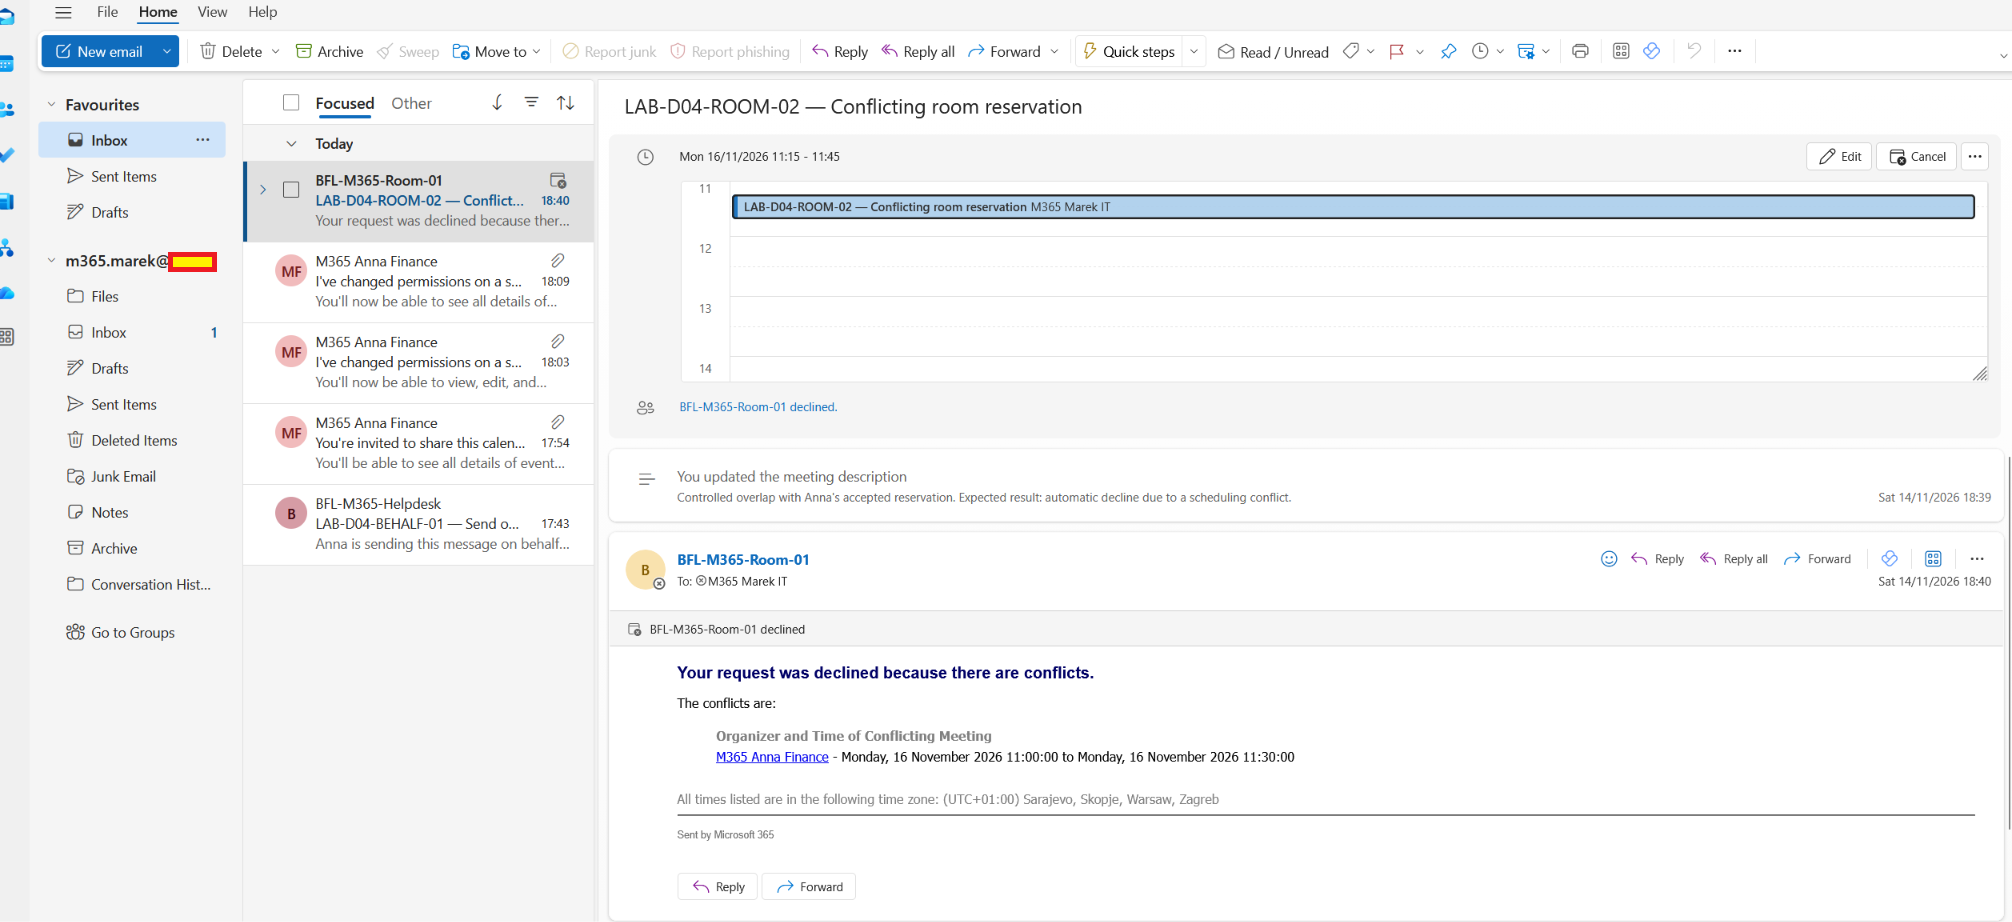 File Home View Help
New email Delete Archive Sweep Move to Report junk Report phishing Reply Reply all Forward Quick steps Read / Unread
Favourites
Inbox
Sent Items
Drafts
m365.marek@
Files
Inbox 1
Drafts
Sent Items
Deleted Items
Junk Email
Notes
Archive
Conversation Hist...
Go to Groups
Focused Other
Today
BFL-M365-Room-01
LAB-D04-ROOM-02 — Conflict... 18:40
Your request was declined because ther...
MF
M365 Anna Finance
I've changed permissions on a s... 18:09
You'll now be able to see all details of...
MF
M365 Anna Finance
I've changed permissions on a s... 18:03
You'll now be able to view, edit, and...
MF
M365 Anna Finance
You're invited to share this calen... 17:54
You'll be able to see all details of event...
B
BFL-M365-Helpdesk
LAB-D04-BEHALF-01 — Send o... 17:43
Anna is sending this message on behalf...
LAB-D04-ROOM-02 — Conflicting room reservation
Mon 16/11/2026 11:15 - 11:45
Edit Cancel
11
LAB-D04-ROOM-02 — Conflicting room reservation M365 Marek IT
12
13
14
BFL-M365-Room-01 declined.
You updated the meeting description
Controlled overlap with Anna's accepted reservation. Expected result: automatic decline due to a scheduling conflict. Sat 14/11/2026 18:39
B
BFL-M365-Room-01 Reply Reply all Forward
To: M365 Marek IT Sat 14/11/2026 18:40
BFL-M365-Room-01 declined
Your request was declined because there are conflicts.
The conflicts are:
Organizer and Time of Conflicting Meeting
M365 Anna Finance - Monday, 16 November 2026 11:00:00 to Monday, 16 November 2026 11:30:00
All times listed are in the following time zone: (UTC+01:00) Sarajevo, Skopje, Warsaw, Zagreb
Sent by Microsoft 365
Reply Forward